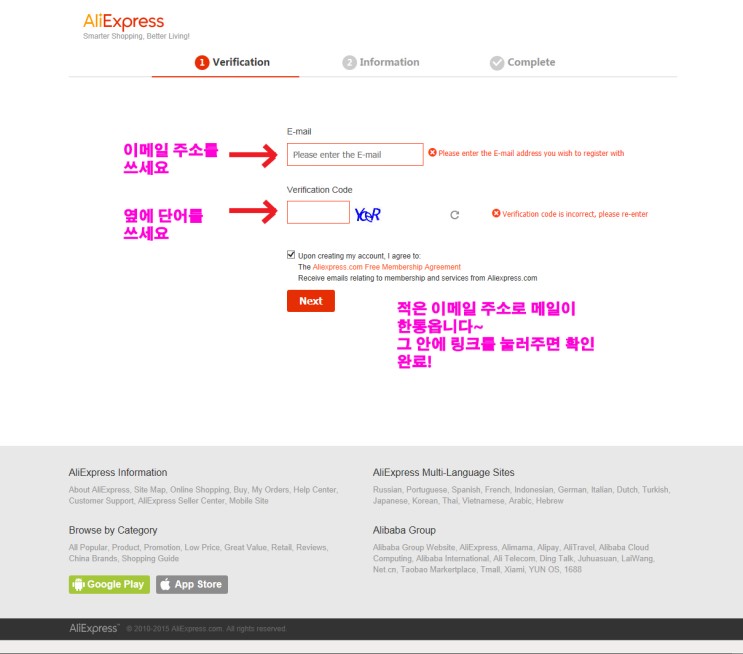 AliExpress
Smarter Shopping, Better Living!
1 Verification
2 Information
Complete
E-mail
이메일 주소를
쓰세요
Please enter the E-mail
Please enter the E-mail address you wish to register with
Verification Code
옆에 단어를
쓰세요
Verification code is incorrect, please re-enter
Upon creating my account, I agree to:
The Aliexpress.com Free Membership Agreement
Receive emails relating to membership and services from Aliexpress.com
Next
적은 이메일 주소로 메일이
한통옵니다~
그 안에 링크를 눌러주면 확인
완료!
AliExpress Information
About AliExpress, Site Map, Online Shopping, Buy, My Orders, Help Center,
Customer Support, AliExpress Seller Center, Mobile Site
AliExpress Multi-Language Sites
Russian, Portuguese, Spanish, French, Indonesian, German, Italian, Dutch, Turkish,
Japanese, Korean, Thai, Vietnamese, Arabic, Hebrew
Browse by Category
All Popular, Product, Promotion, Low Price, Great Value, Retail, Reviews,
China Brands, Shopping Guide
Alibaba Group
Alibaba Group Website, AliExpress, Alimama, Alipay, AliTravel, Alibaba Cloud
Computing, Alibaba International, Ali Telecom, Ding Talk, Juhuasuan, LaiWang,
Net.cn, Taobao Marketplace, Tmall, Xiami, YUN OS, 1688
Google Play
App Store
AliExpress
© 2010-2015 AliExpress.com. All rights reserved